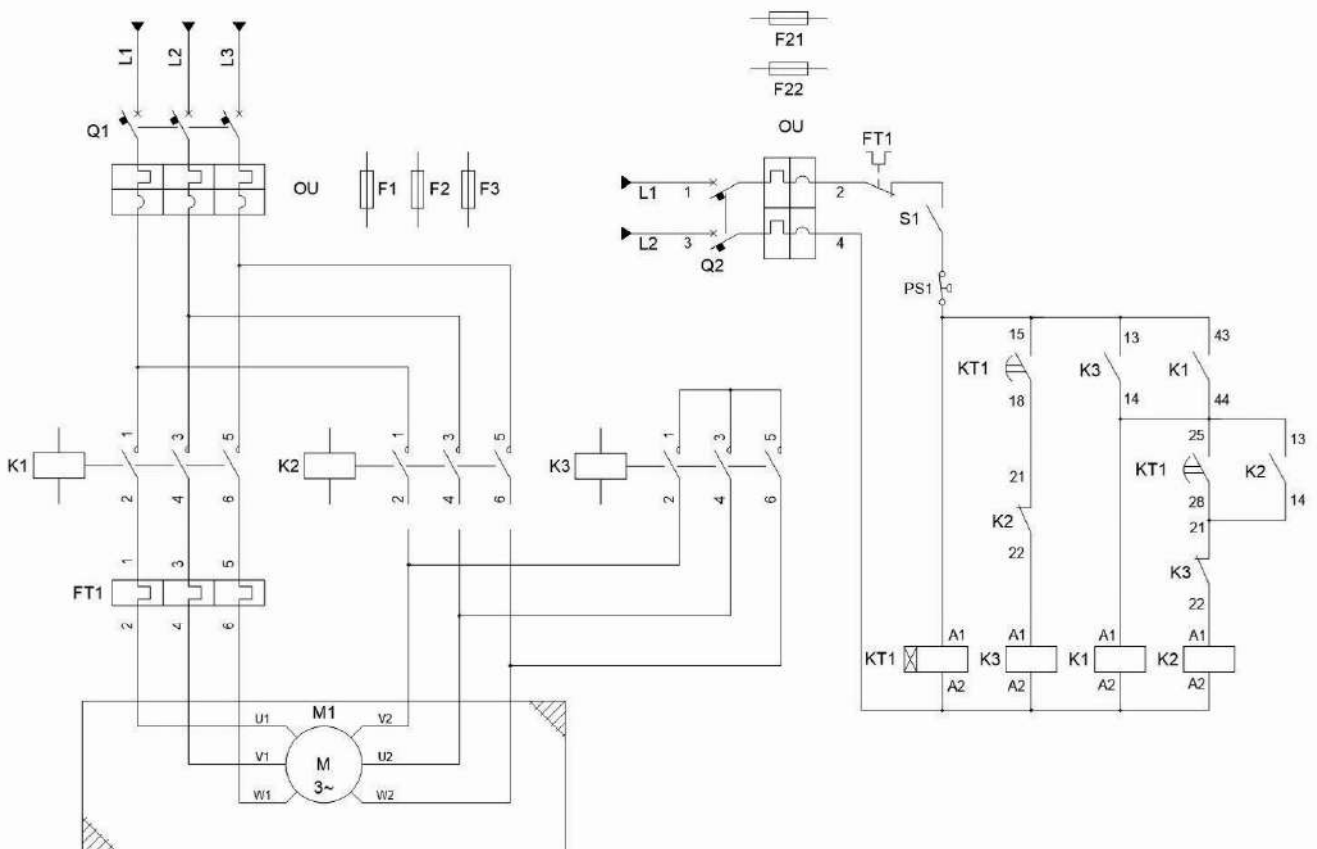 L1 L2 L3
Q1
OU
F1 F2 F3
F21
F22
OU
FT1
L1 1 2
S1
L2 3 4
Q2
PS1
15 13 43
KT1 K3 K1
18 14 44
K1 1 3 5
2 4 6
K2 1 3 5
2 4 6
K3 1 3 5
2 4 6
25 13
KT1 K2
28 14
21
K2
22
21
K3
22
1 3 5
FT1
2 4 6
A1 A1 A1 A1
KT1 K3 K1 K2
A2 A2 A2 A2
M1
U1 V2
V1 M U2
3~
W1 W2